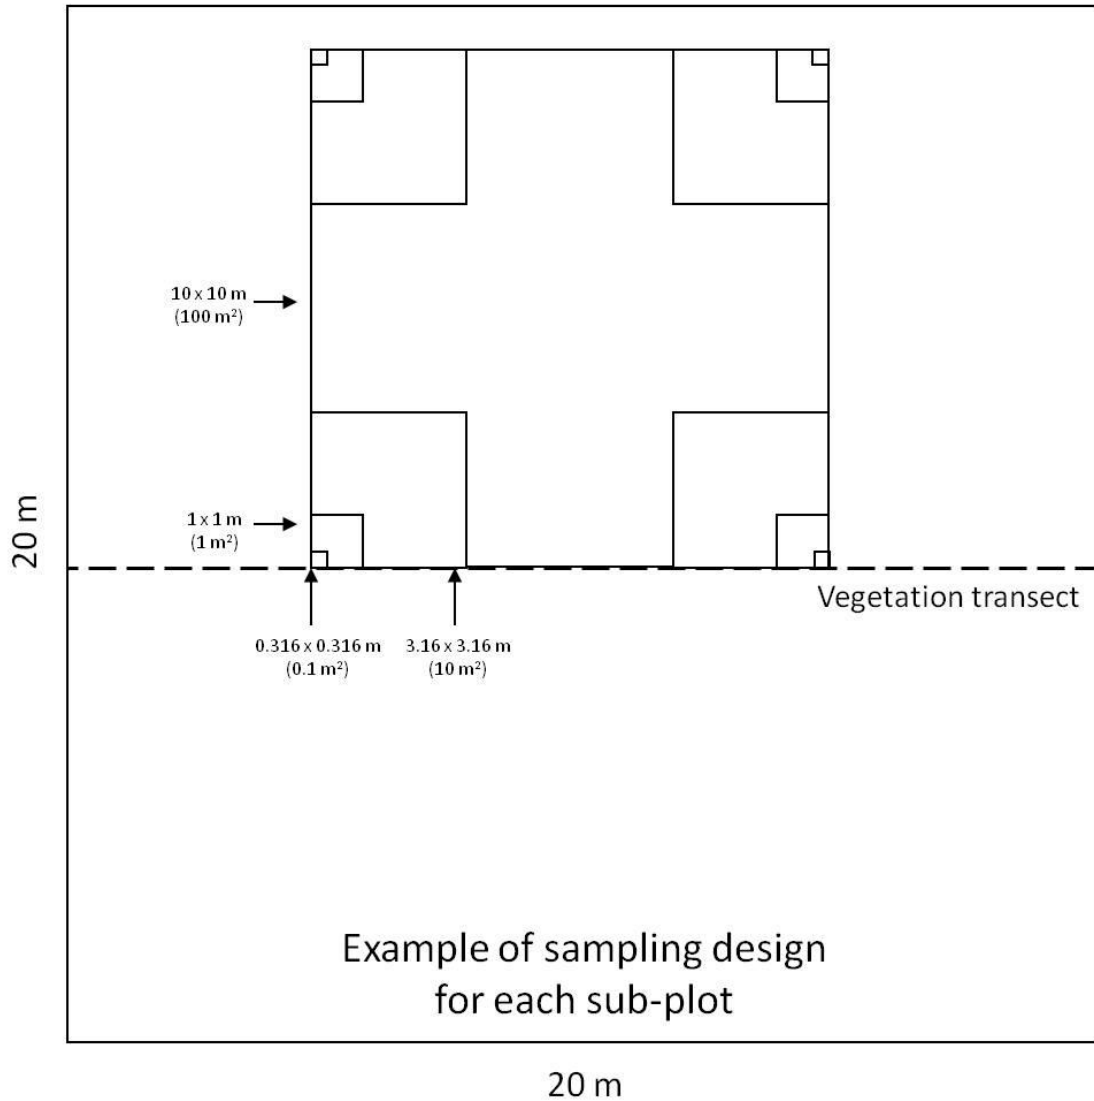 10 x 10 m
(100 m²)
20 m
1 x 1 m
(1 m²)
Vegetation transect
0.316 x 0.316 m
(0.1 m²)
3.16 x 3.16 m
(10 m²)
Example of sampling design
for each sub-plot
20 m